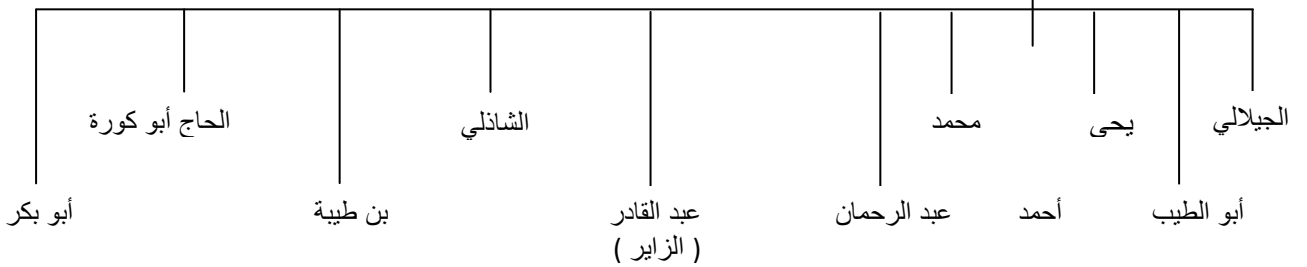 الجيلالي
يحى
محمد
الشاذلي
الحاج أبو كورة
أبو الطيب
أحمد
عبد الرحمان
عبد القادر
( الزاير )
بن طيبة
أبو بكر